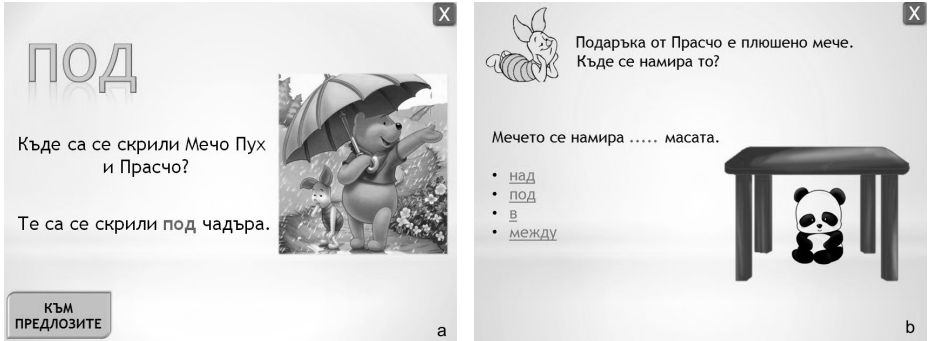 X
под
Къде са се скрили Мечо Пух
и Прасчо?
Те са се скрили под чадъра.
КЪМ
ПРЕДЛОЗИТЕ
a
X
Подаръка от Прасчо е плюшено мече.
Къде се намира то?
Мечето се намира ..... масата.
• над
• под
• в
• между
b